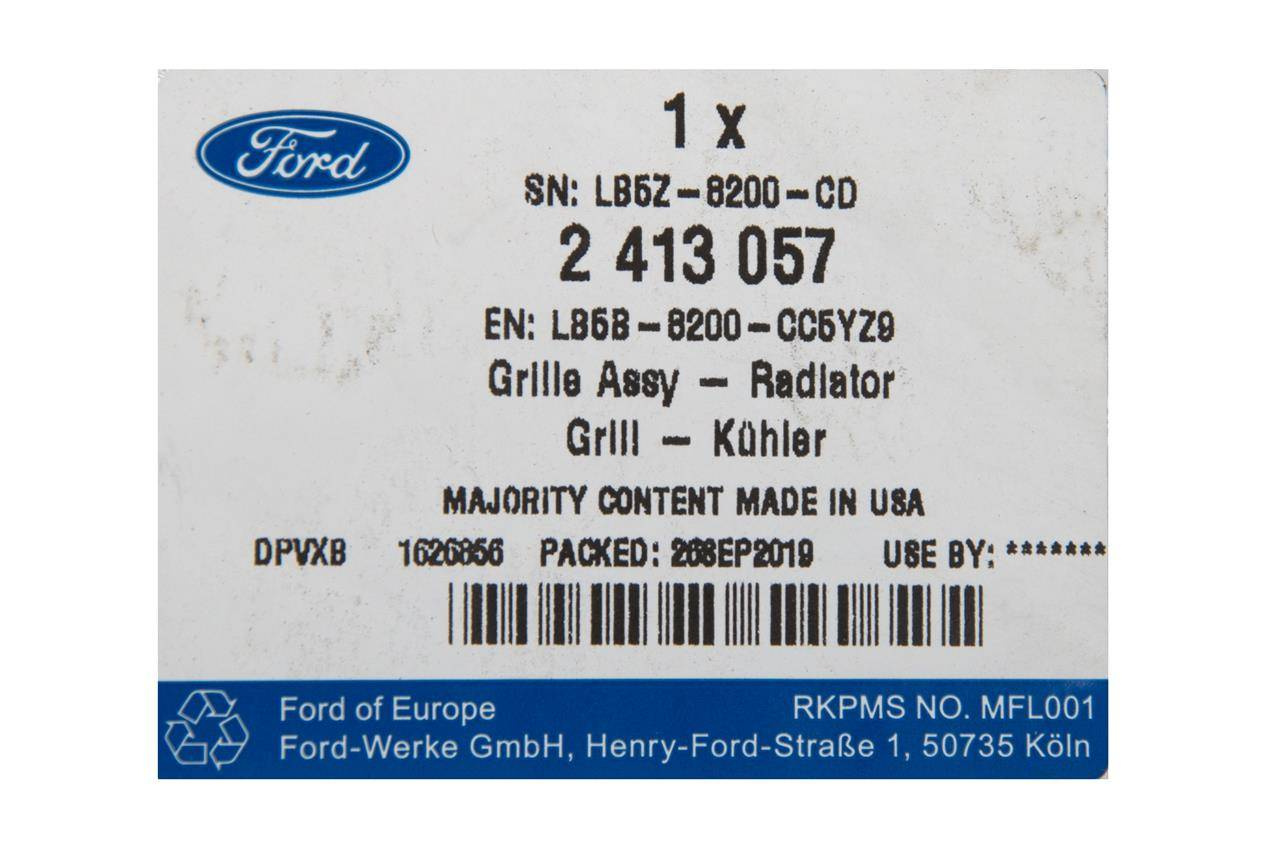 Ford
1 x
SN: LB5Z-8200-CD
2 413 057
EN: LB5B-8200-CC5YZ9
Grille Assy - Radiator
Grill - Kühler
MAJORITY CONTENT MADE IN USA
DPVXB 1626856 PACKED: 26SEP2019 USE BY: *******
Ford of Europe RKPMS NO. MFL001
Ford-Werke GmbH, Henry-Ford-Straße 1, 50735 Köln